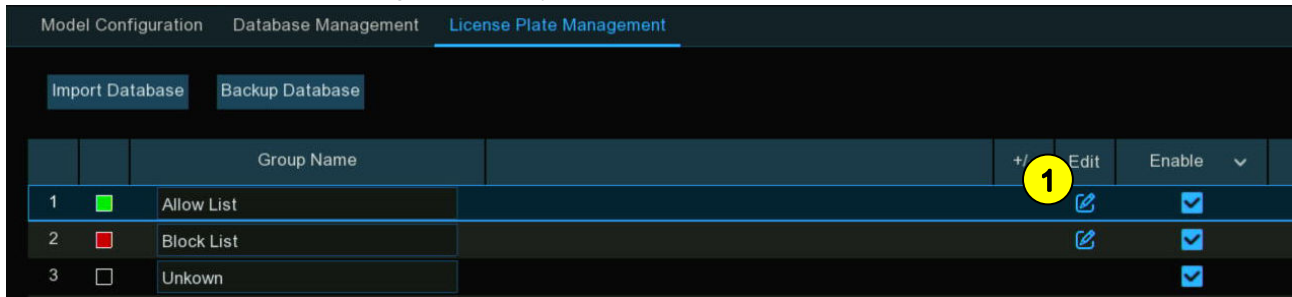 Model Configuration Database Management License Plate Management
Import Database Backup Database
Group Name +/ Edit Enable
1 Allow List
1
2 Block List
3 Unkown